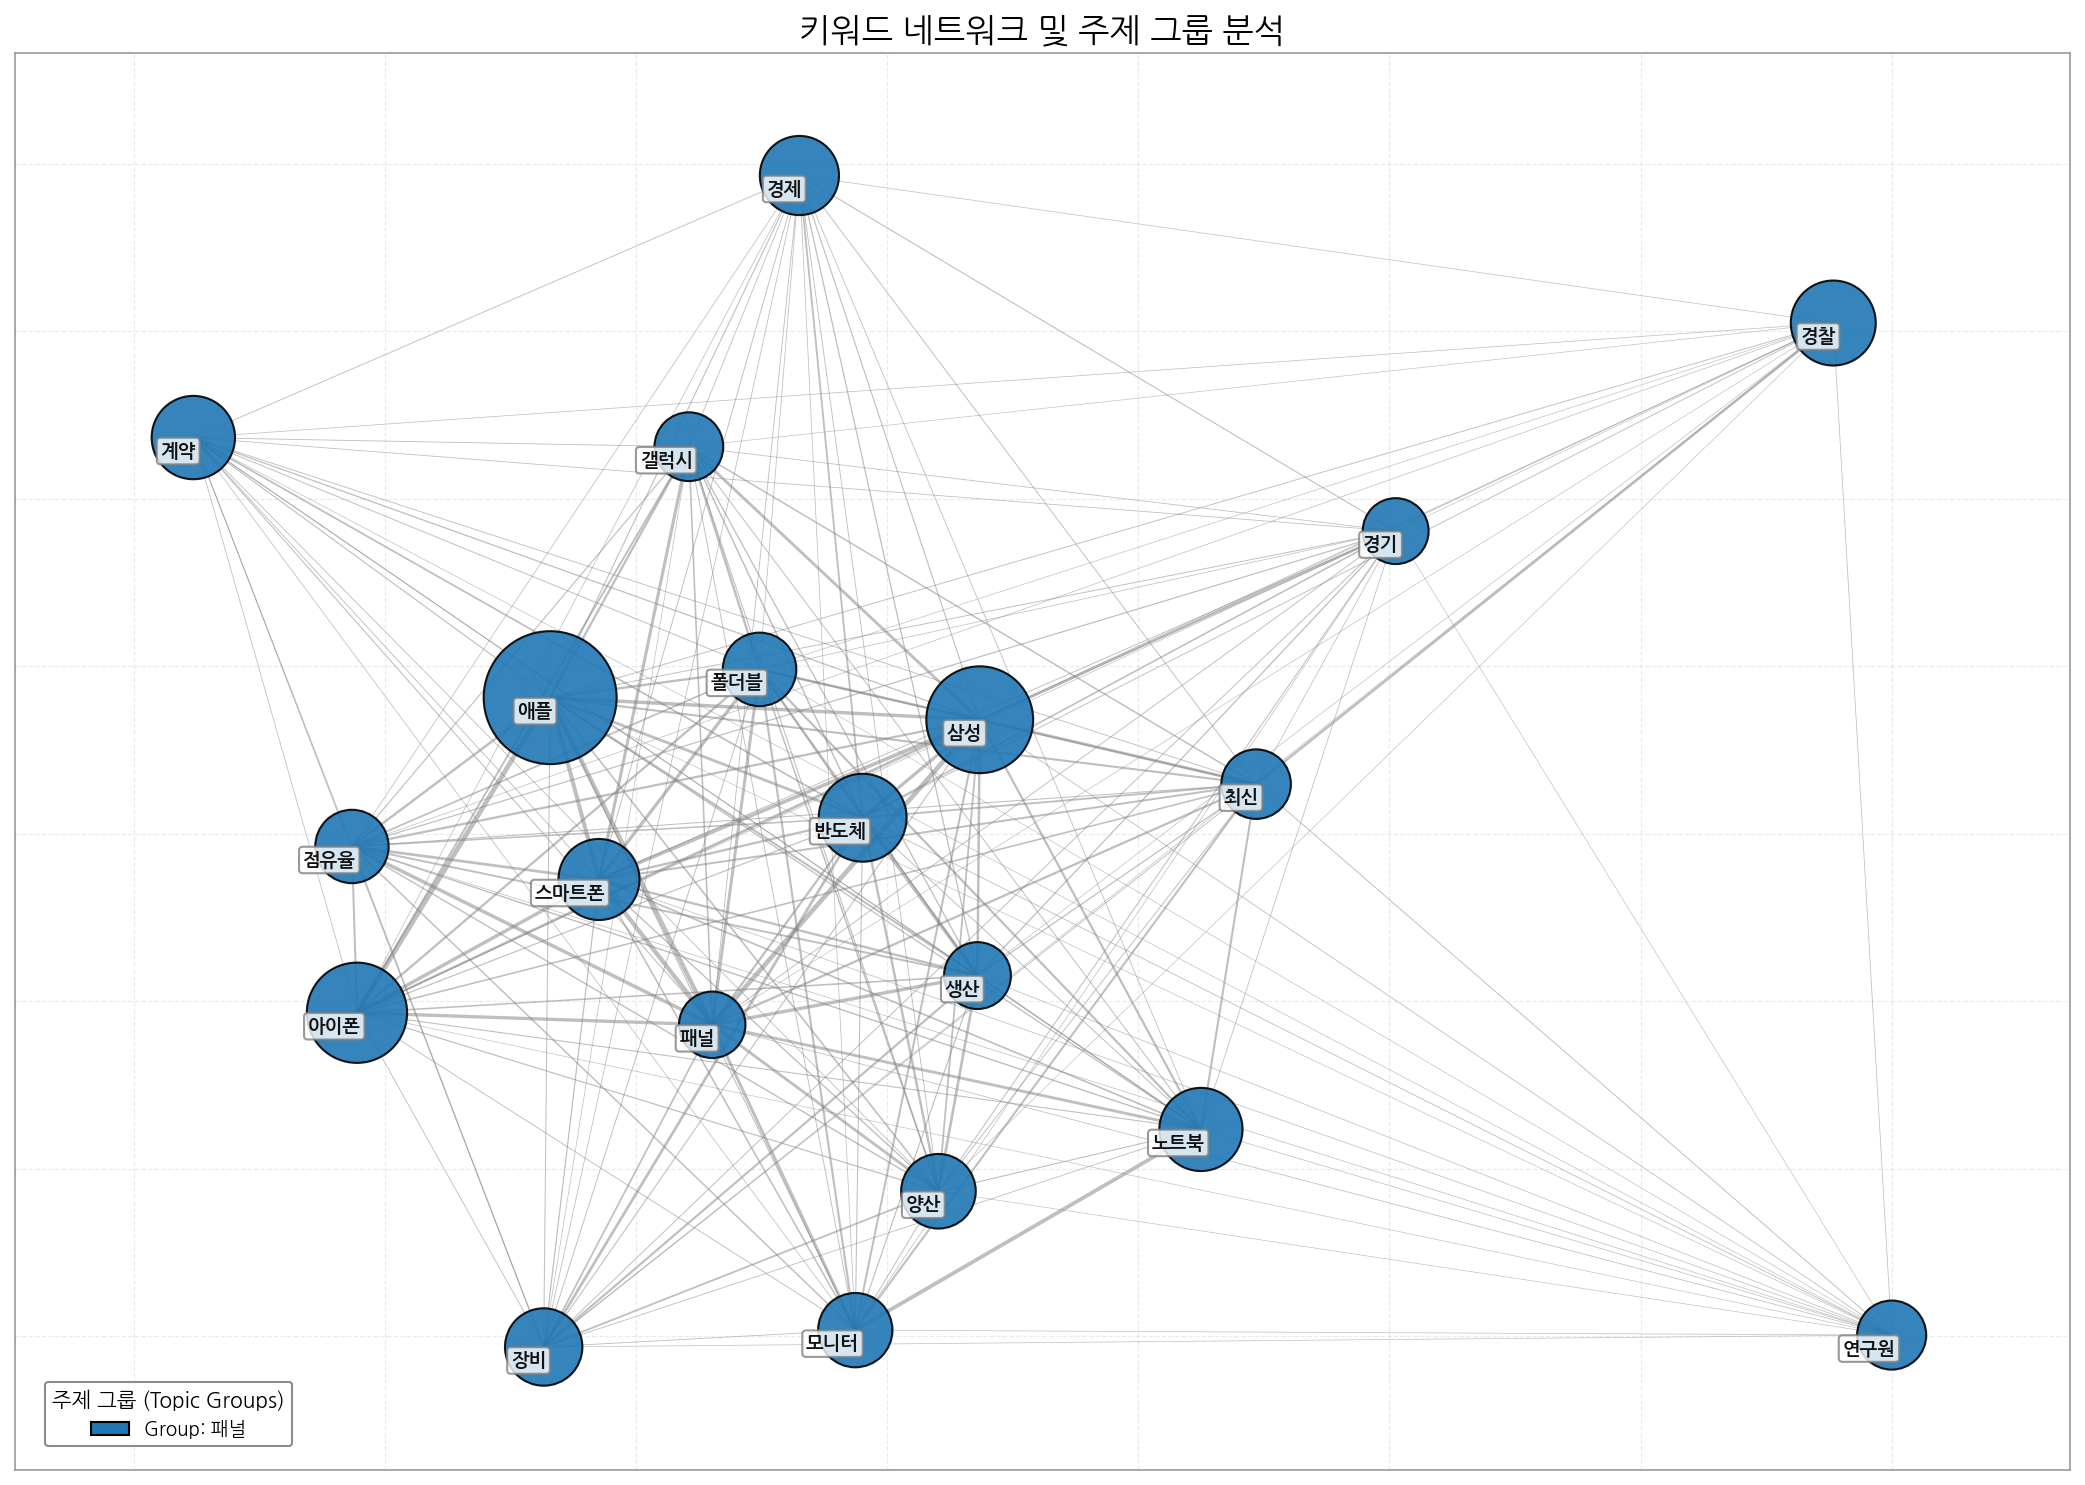 키워드 네트워크 및 주제 그룹 분석
경제
경찰
계약
갤럭시
경기
폴더블
애플
삼성
최신
반도체
점유율
스마트폰
생산
아이폰
패널
노트북
양산
모니터
연구원
장비
주제 그룹 (Topic Groups)
Group: 패널